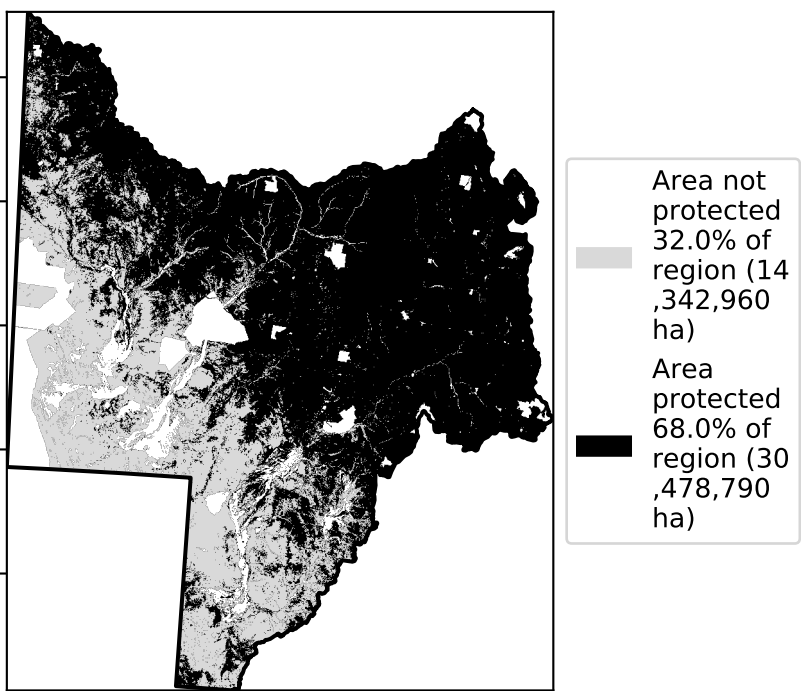 Area not
protected
32.0% of
region (14
,342,960
ha)
Area
protected
68.0% of
region (30
,478,790
ha)